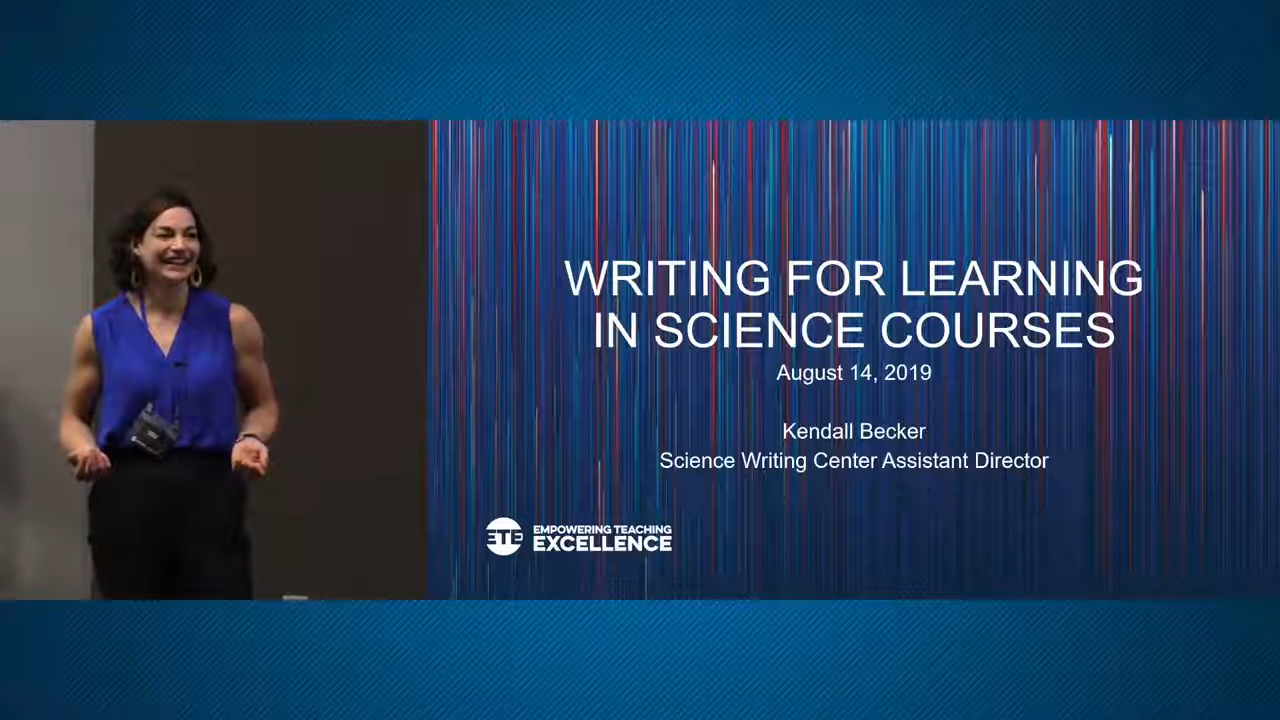 WRITING FOR LEARNING
IN SCIENCE COURSES
August 14, 2019
Kendall Becker
Science Writing Center Assistant Director
ETE
EMPOWERING TEACHING
EXCELLENCE